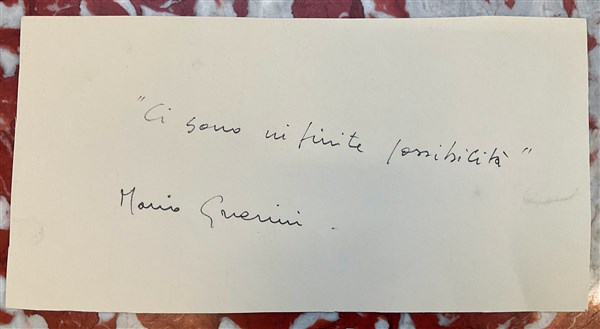 "Ci sono infinite possibilità"
Mario Guerini.